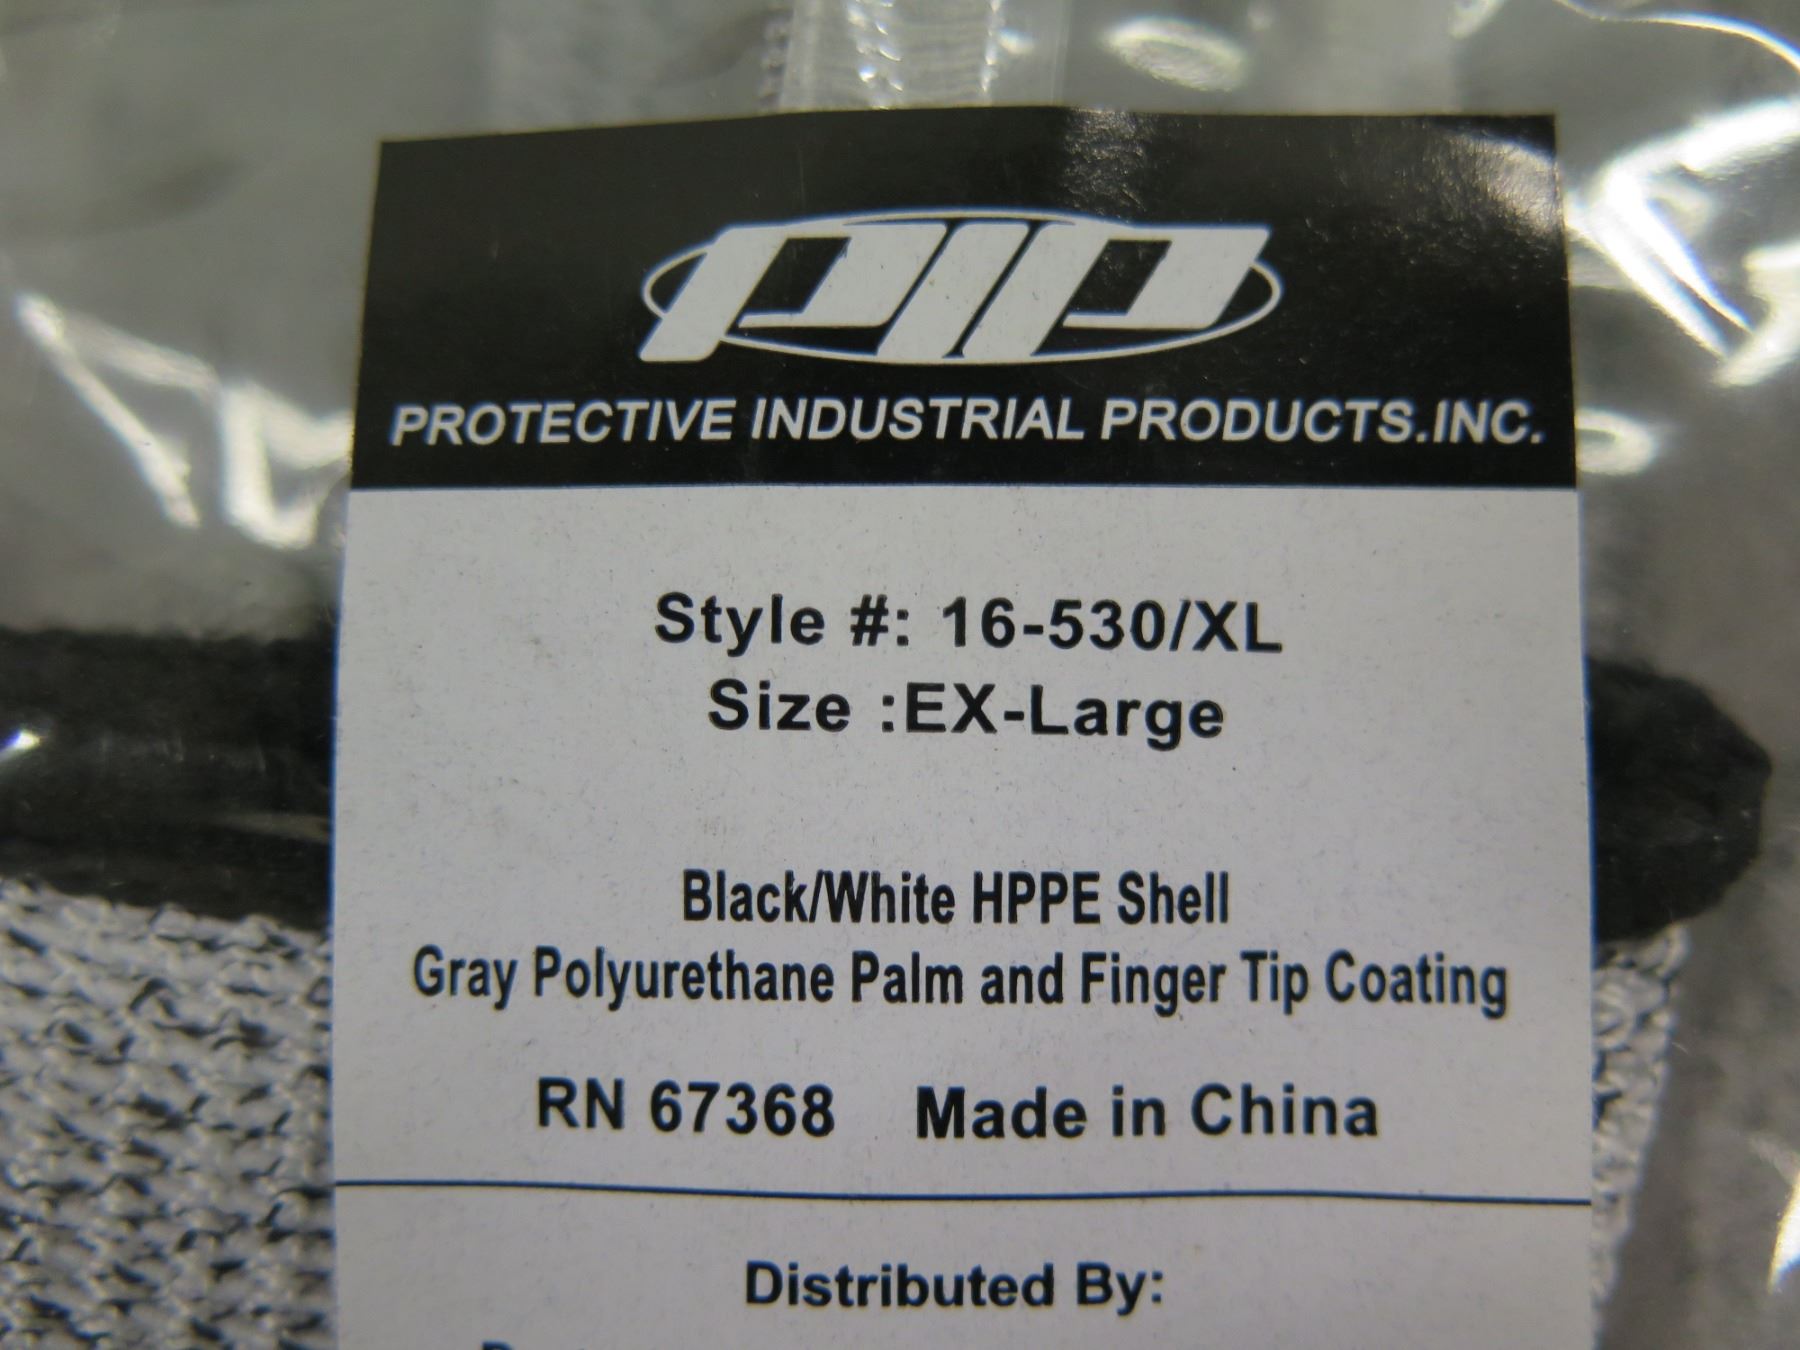 PIP
PROTECTIVE INDUSTRIAL PRODUCTS.INC.
Style #: 16-530/XL
Size :EX-Large
Black/White HPPE Shell
Gray Polyurethane Palm and Finger Tip Coating
RN 67368 Made in China
Distributed By: